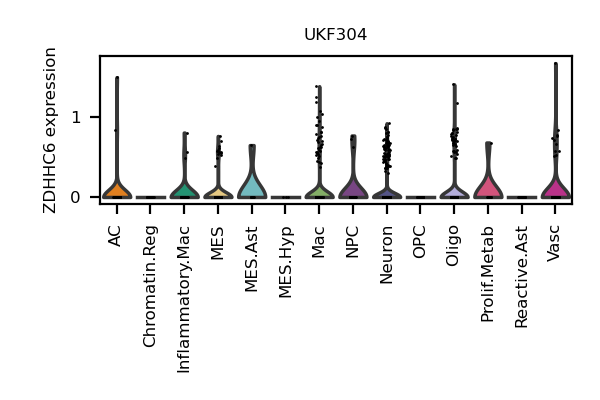 UKF304
ZDHHC6 expression
1
0
AC
Chromatin.Reg
Inflammatory.Mac
MES
MES.Ast
MES.Hyp
Mac
NPC
Neuron
OPC
Oligo
Prolif.Metab
Reactive.Ast
Vasc